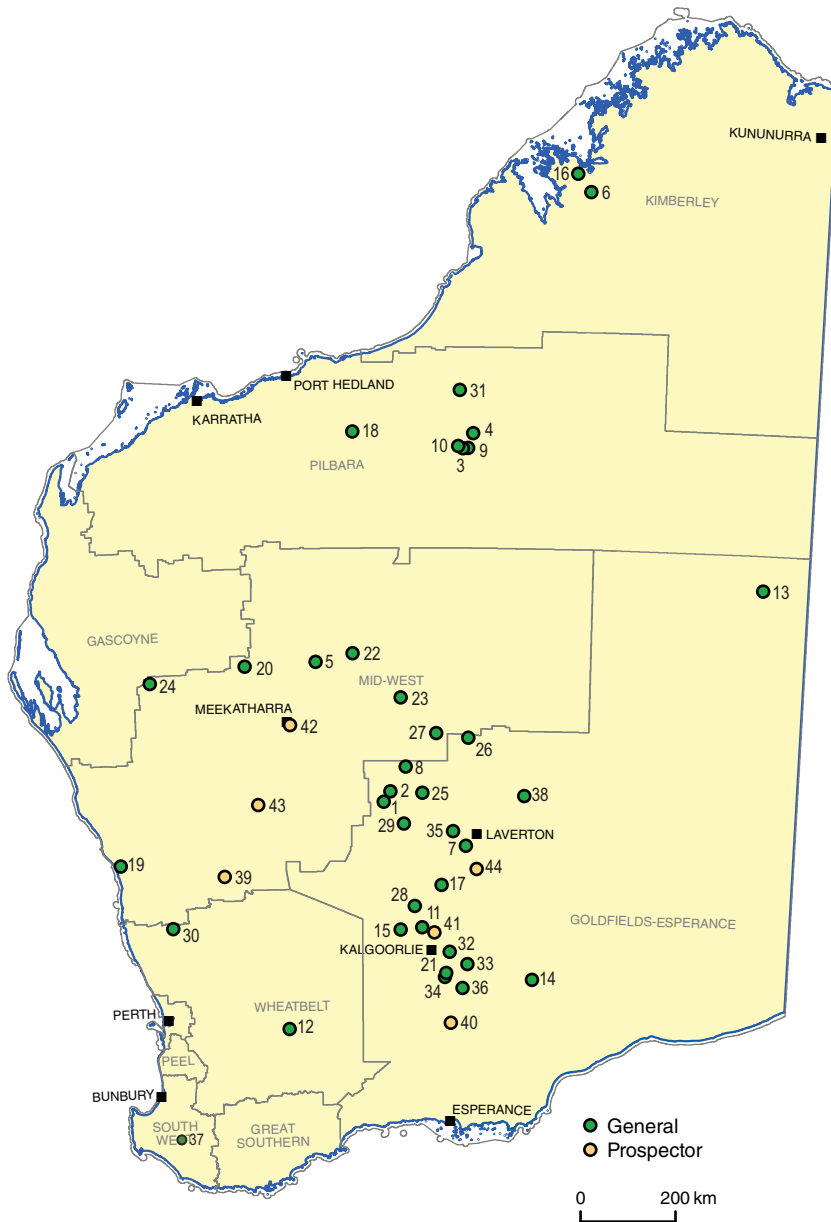 KUNUNURRA
16
6
KIMBERLEY
PORT HEDLAND
31
KARRATHA
18
4
10
9
3
PILBARA
13
GASCOYNE
22
5
20
MID-WEST
24
23
MEEKATHARRA
42
27
26
8
2
25
38
43
1
29
35
LAVERTON
7
19
44
39
17
28
11
41
GOLDFIELDS-ESPERANCE
30
15
KALGOORLIE
32
21
33
14
34
36
WHEATBELT
PERTH
12
40
PEEL
BUNBURY
ESPERANCE
SOUTH
WEST
37
GREAT
SOUTHERN
General
Prospector
0
200 km